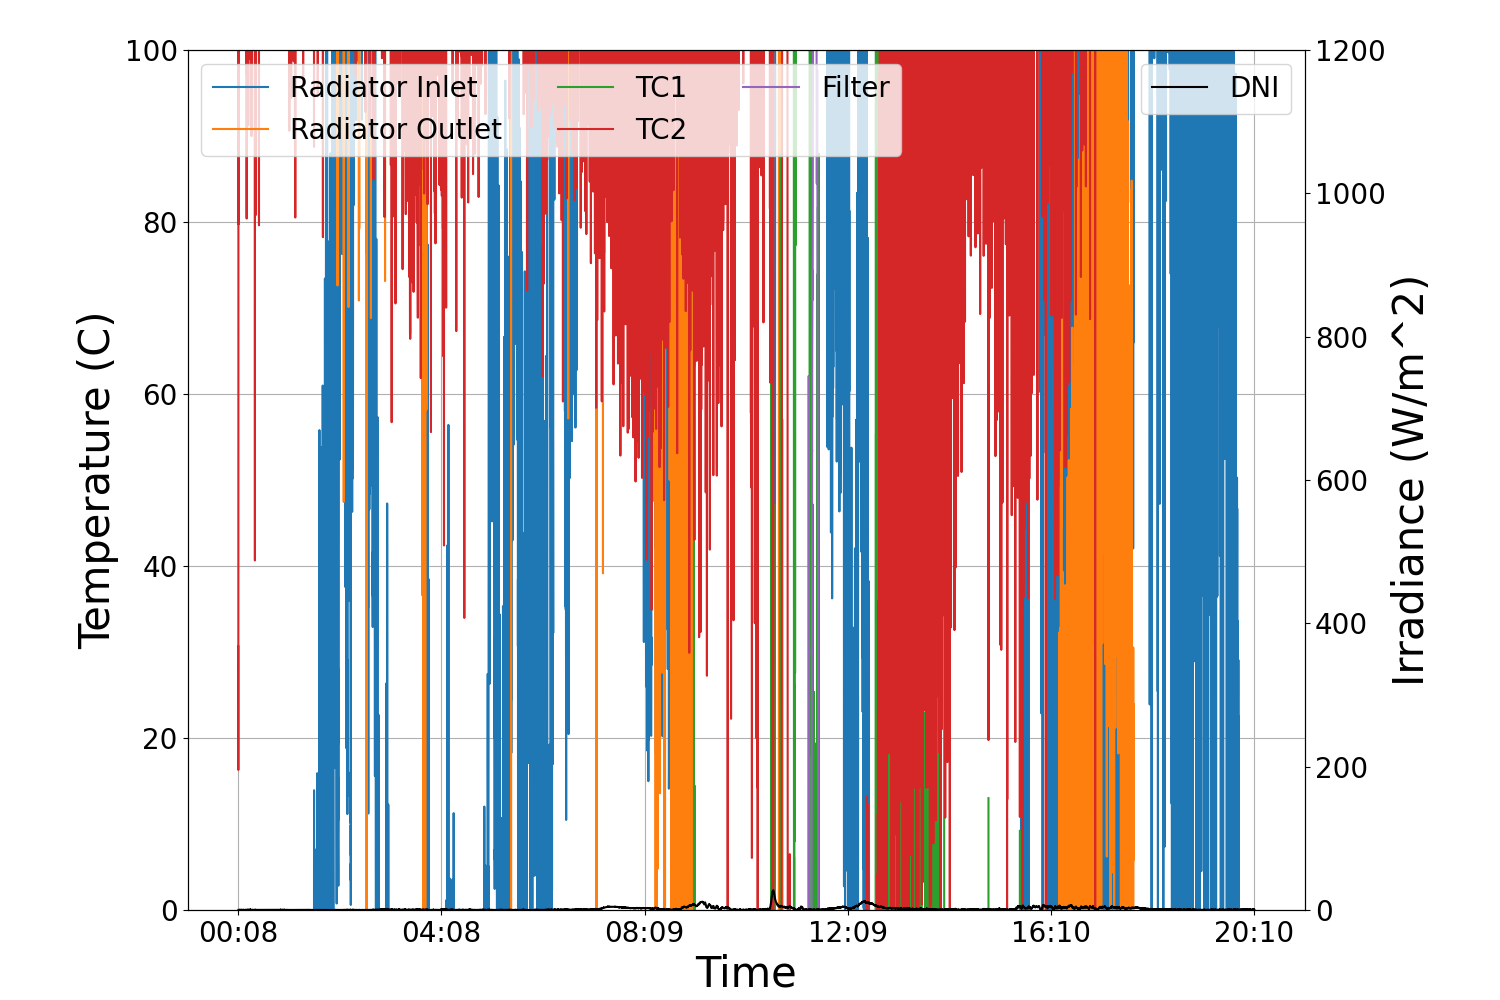 100
80
60
40
20
0
Temperature (C)
Radiator Inlet
Radiator Outlet
TC1
TC2
Filter
DNI
1200
1000
800
600
400
200
0
Irradiance (W/m^2)
00:08
04:08
08:09
12:09
16:10
20:10
Time